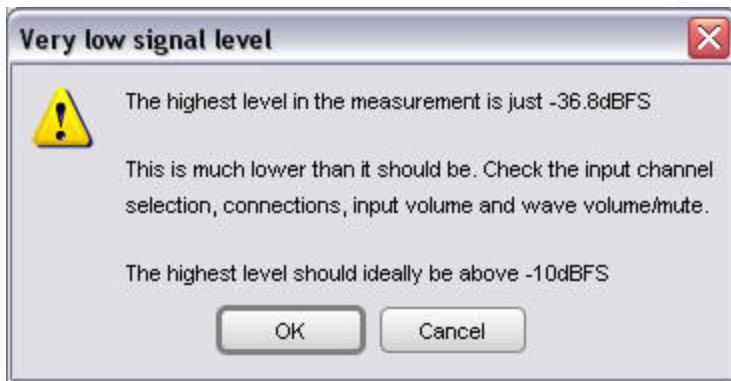 Very low signal level
The highest level in the measurement is just -36.8dBFS
This is much lower than it should be. Check the input channel
selection, connections, input volume and wave volume/mute.
The highest level should ideally be above -10dBFS
OK Cancel